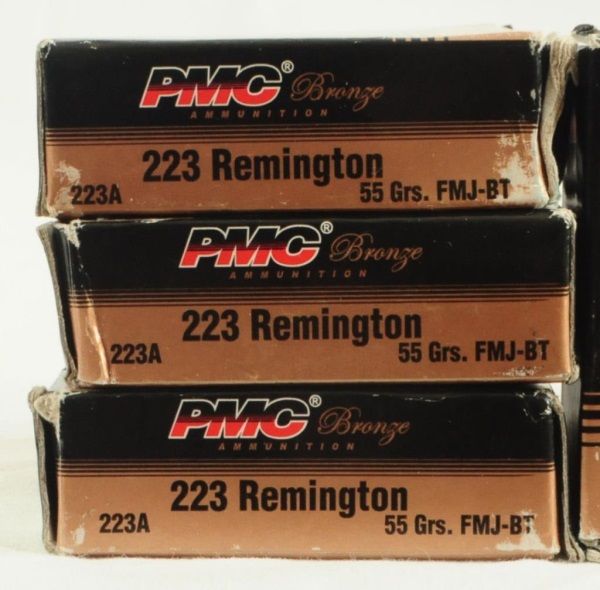 PMC® Bronze
AMMUNITION
223 Remington
223A 55 Grs. FMJ-BT
PMC® Bronze
AMMUNITION
223 Remington
223A 55 Grs. FMJ-BT
PMC® Bronze
AMMUNITION
223 Remington
223A 55 Grs. FMJ-BT